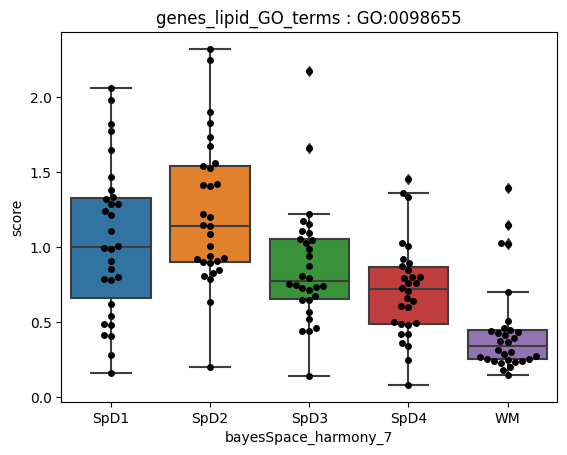 genes_lipid_GO_terms : GO:0098655
score
2.0
1.5
1.0
0.5
0.0
SpD1 SpD2 SpD3 SpD4 WM
bayesSpace_harmony_7